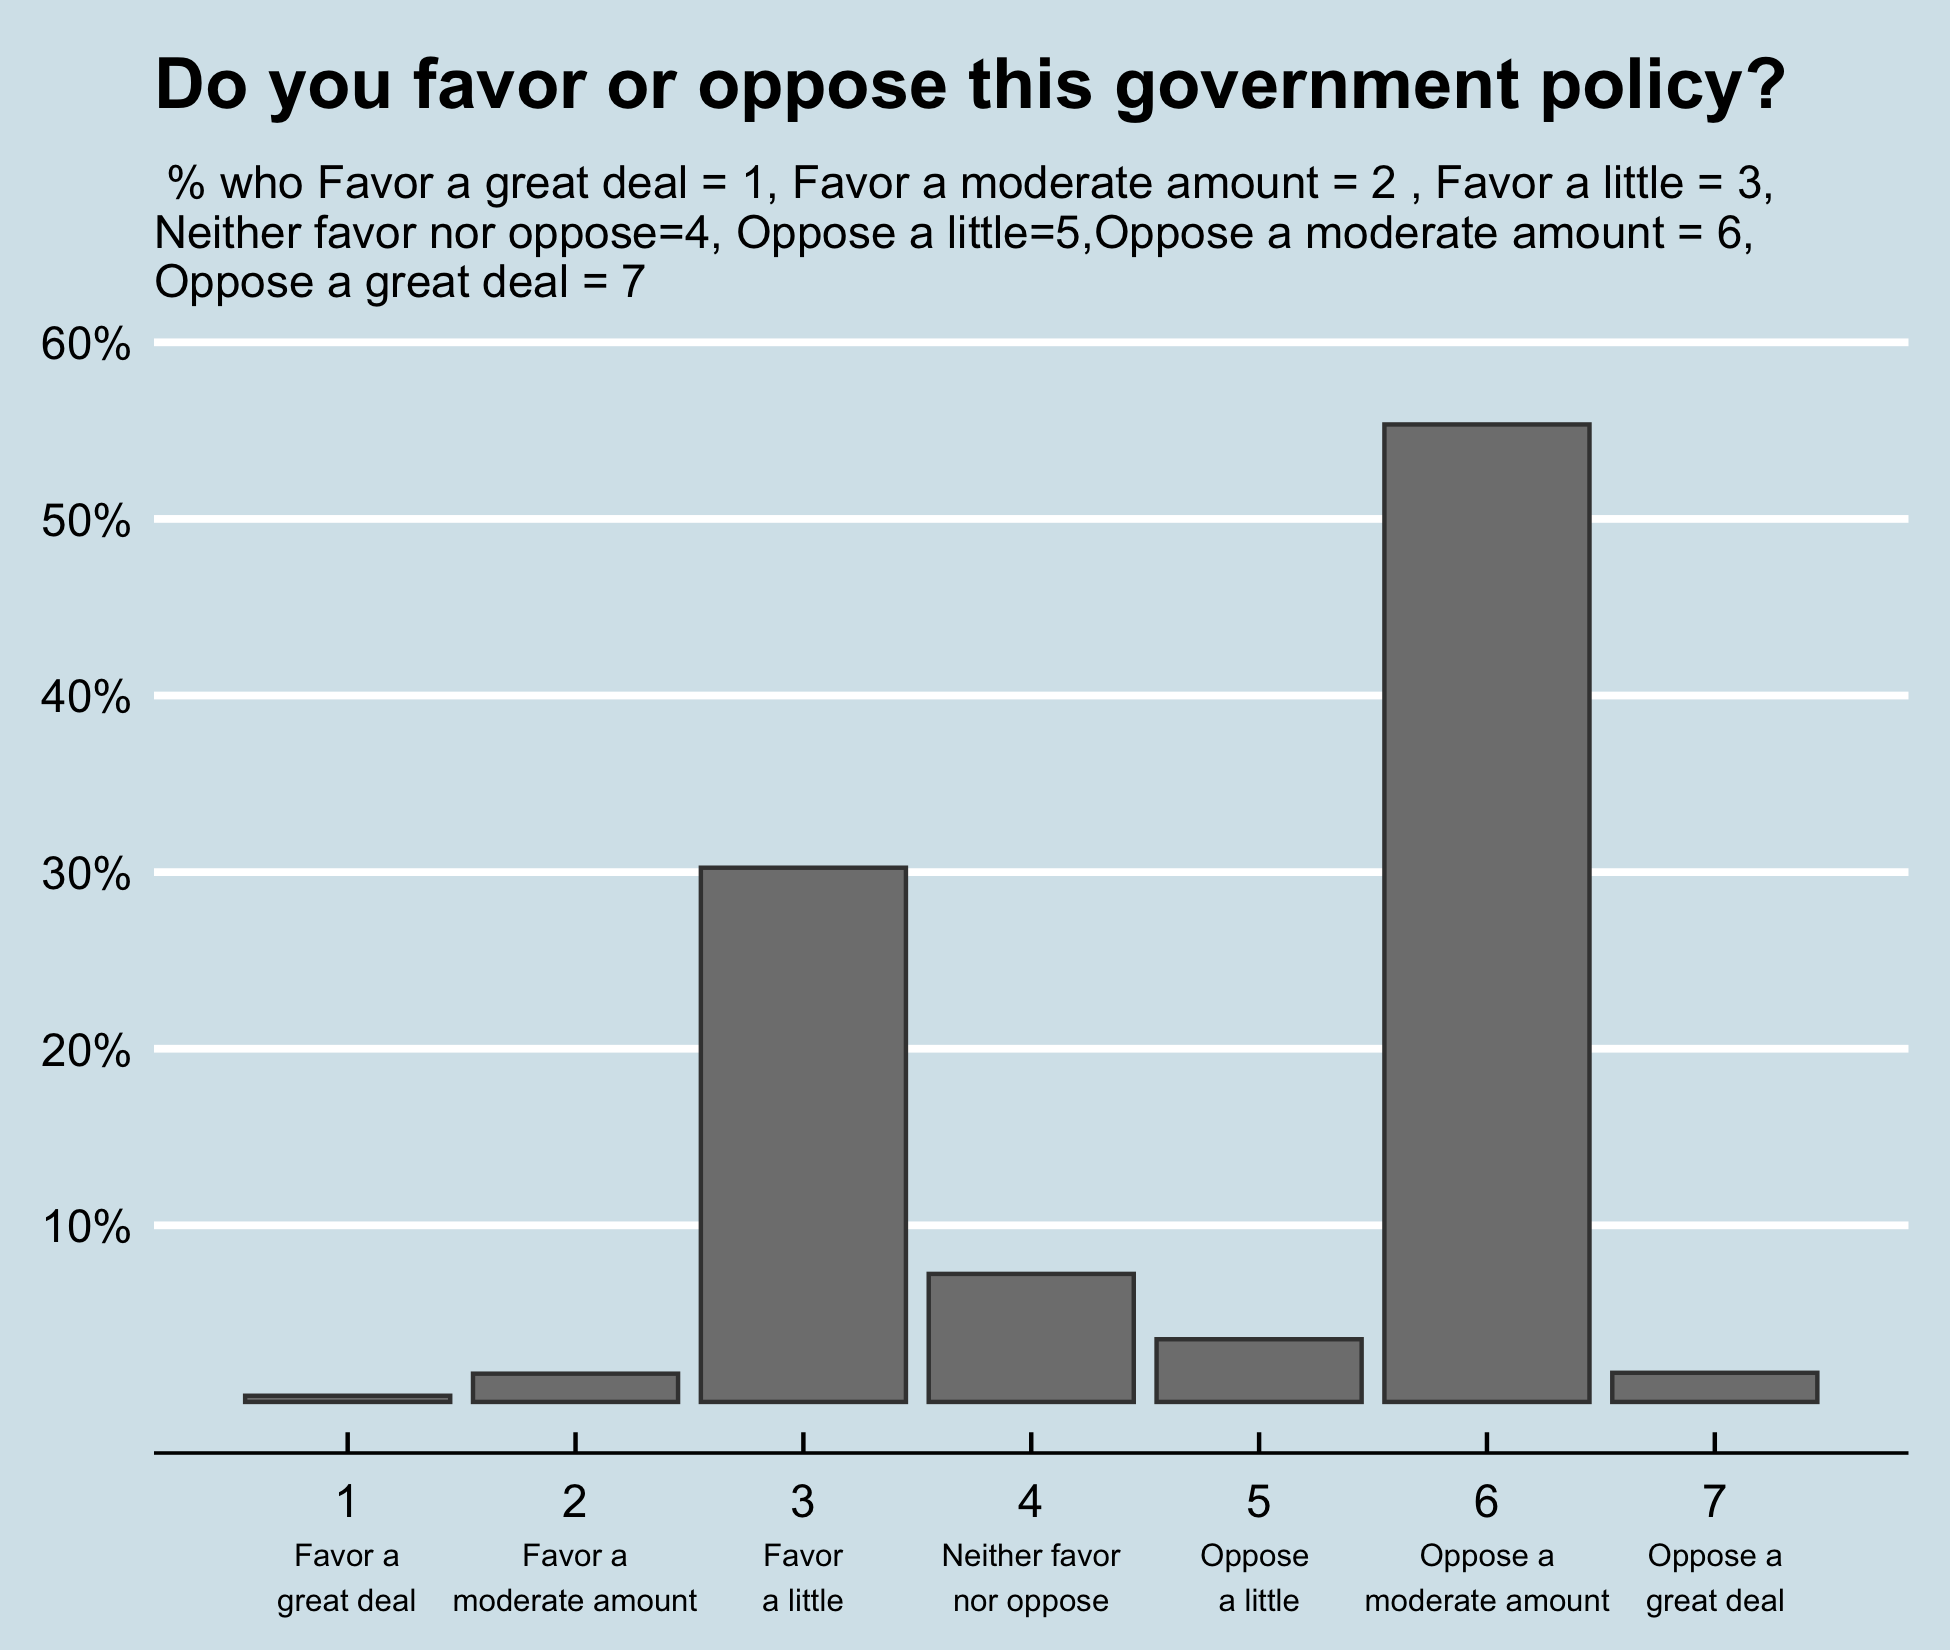 Do you favor or oppose this government policy?
% who Favor a great deal = 1, Favor a moderate amount = 2 , Favor a little = 3,
Neither favor nor oppose=4, Oppose a little=5,Oppose a moderate amount = 6,
Oppose a great deal = 7
60%
50%
40%
30%
20%
10%
1 2 3 4 5 6 7
Favor a Favor a Favor Neither favor Oppose Oppose a Oppose a
great deal moderate amount a little nor oppose a little moderate amount great deal